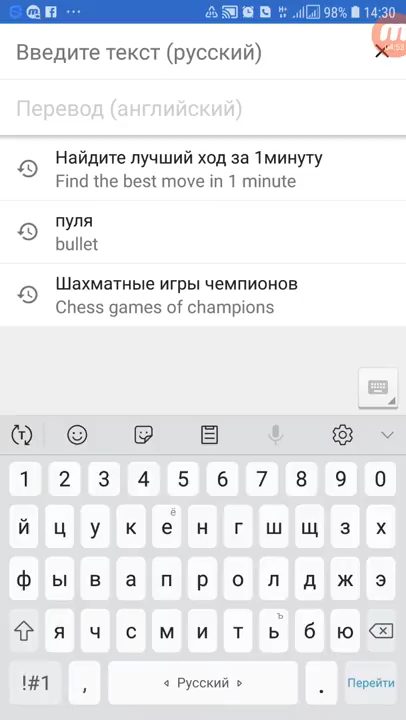 98% 14:30
Введите текст (русский)
04:53
Перевод (английский)
Найдите лучший ход за 1минуту
Find the best move in 1 minute
пуля
bullet
Шахматные игры чемпионов
Chess games of champions
1 2 3 4 5 6 7 8 9 0
ё
й ц у к е н г ш щ з х
ф ы в а п р о л д ж э
ъ
я ч с м и т ь б ю
!#1 , Русский . Перейти